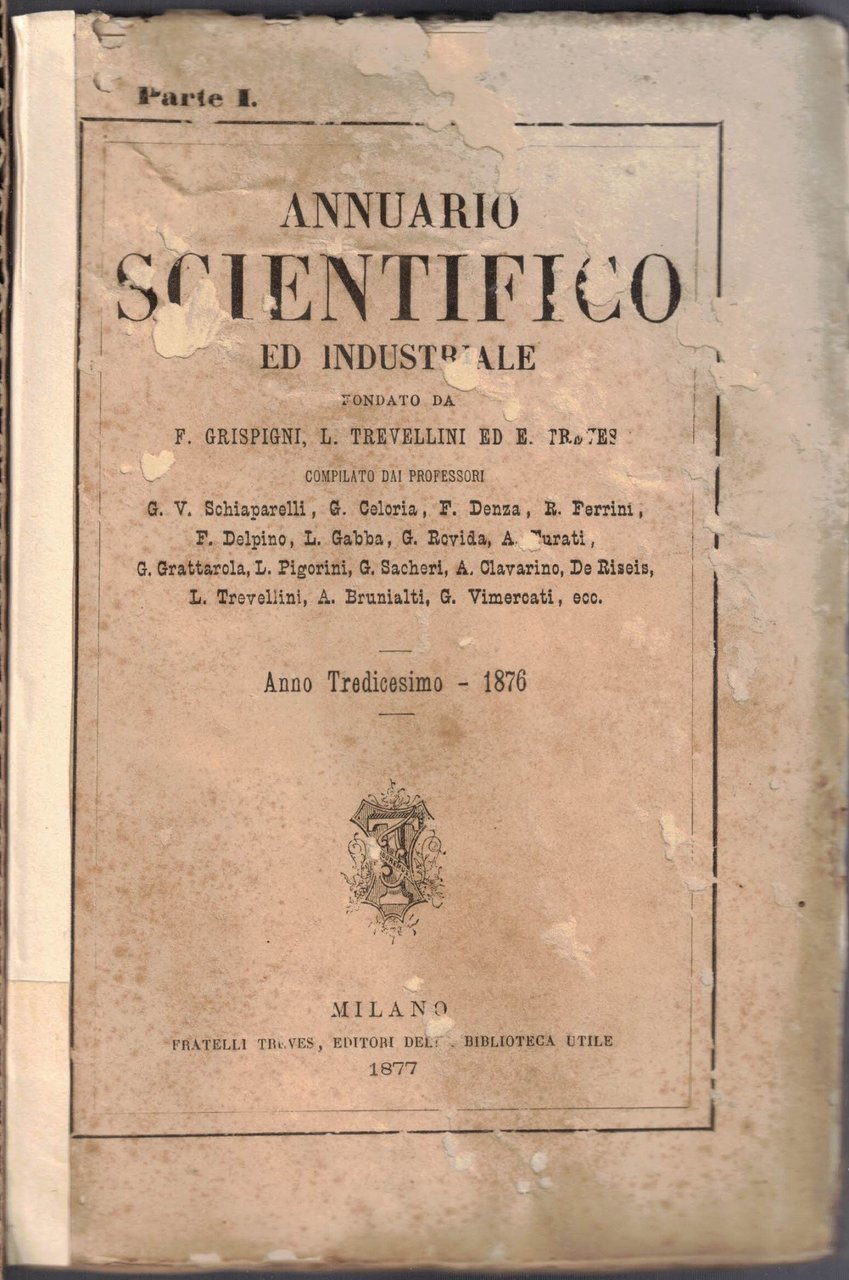 Parte I.
ANNUARIO
SCIENTIFICO
ED INDUSTRIALE
FONDATO DA
F. GRISPIGNI, L. TREVELLINI ED E. TREVES
COMPILATO DAI PROFESSORI
G. V. Schiaparelli, G. Celoria, F. Denza, R. Ferrini,
F. Delpino, L. Gabba, G. Rovida, A. Turati,
G. Grattarola, L. Pigorini, G. Sacheri, A. Clavarino, De Riseis,
L. Trevellini, A. Brunialti, G. Vimercati, ecc.
Anno Tredicesimo - 1876
MILANO
FRATELLI TREVES, EDITORI DELLA BIBLIOTECA UTILE
1877